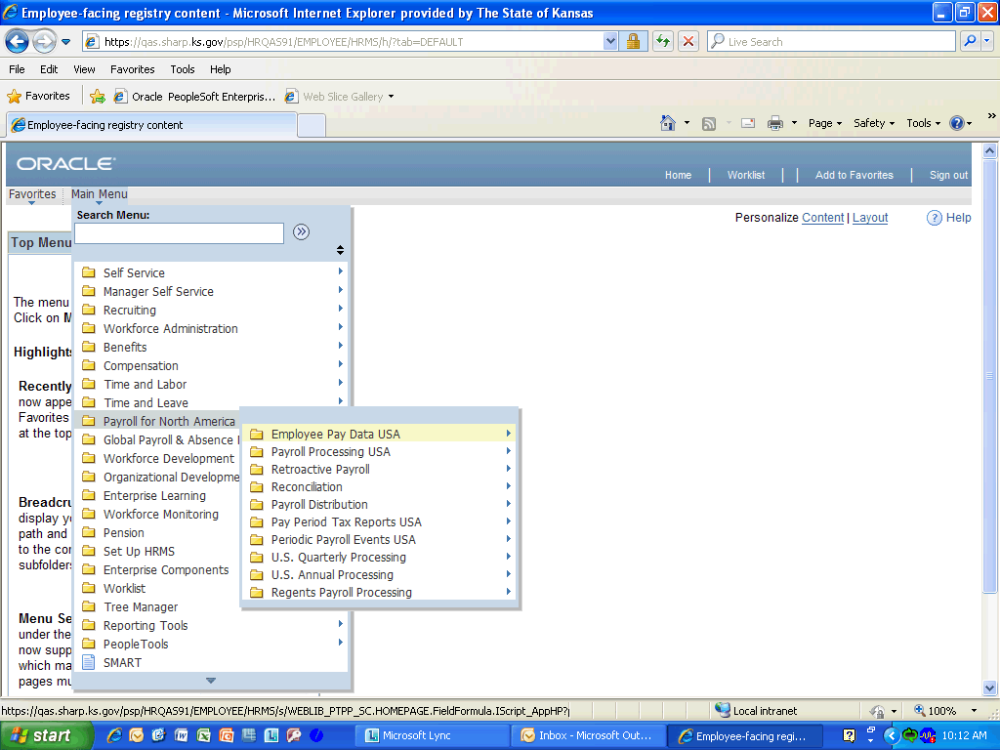 Employee-facing registry content - Microsoft Internet Explorer provided by The State of Kansas
https://qas.sharp.ks.gov/psp/HRQAS91/EMPLOYEE/HRMS/h/?tab=DEFAULT
Live Search
File Edit View Favorites Tools Help
Favorites Oracle PeopleSoft Enterpris... Web Slice Gallery
Employee-facing registry content
Page Safety Tools »
ORACLE
Home | Worklist | | Add to Favorites | Sign out
Favorites Main Menu
Personalize Content | Layout Help
Search Menu:
Top Menu
Self Service
Manager Self Service
Recruiting
Workforce Administration
Benefits
Compensation
Time and Labor
Time and Leave
Payroll for North America
Global Payroll & Absence
Workforce Development
Organizational Developme
Enterprise Learning
Workforce Monitoring
Pension
Set Up HRMS
Enterprise Components
Worklist
Tree Manager
Reporting Tools
PeopleTools
SMART
Employee Pay Data USA
Payroll Processing USA
Retroactive Payroll
Reconciliation
Payroll Distribution
Pay Period Tax Reports USA
Periodic Payroll Events USA
U.S. Quarterly Processing
U.S. Annual Processing
Regents Payroll Processing
The menu
Click on M
Highlights
Recently
now appe
Favorites
at the top
Breadcru
display yo
path and
to the con
subfolders
Menu Se
under the
now supp
which ma
pages mu
https://qas.sharp.ks.gov/psp/HRQAS91/EMPLOYEE/HRMS/s/WEBLIB_PTPP_SC.HOMEPAGE.FieldFormula.IScript_AppHP?p
Local intranet
100%
start
Microsoft Lync
Inbox - Microsoft Out...
Employee-facing regi...
10:12 AM